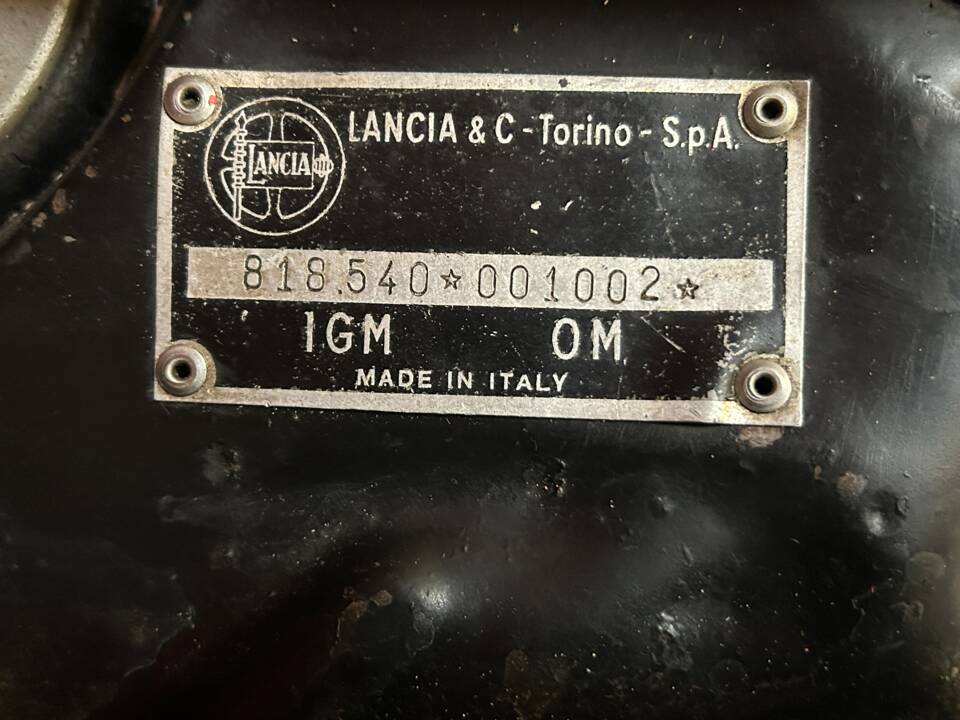 LANCIA
LANCIA & C - Torino - S.p.A.
818.540☆001002☆
IGM OM
MADE IN ITALY